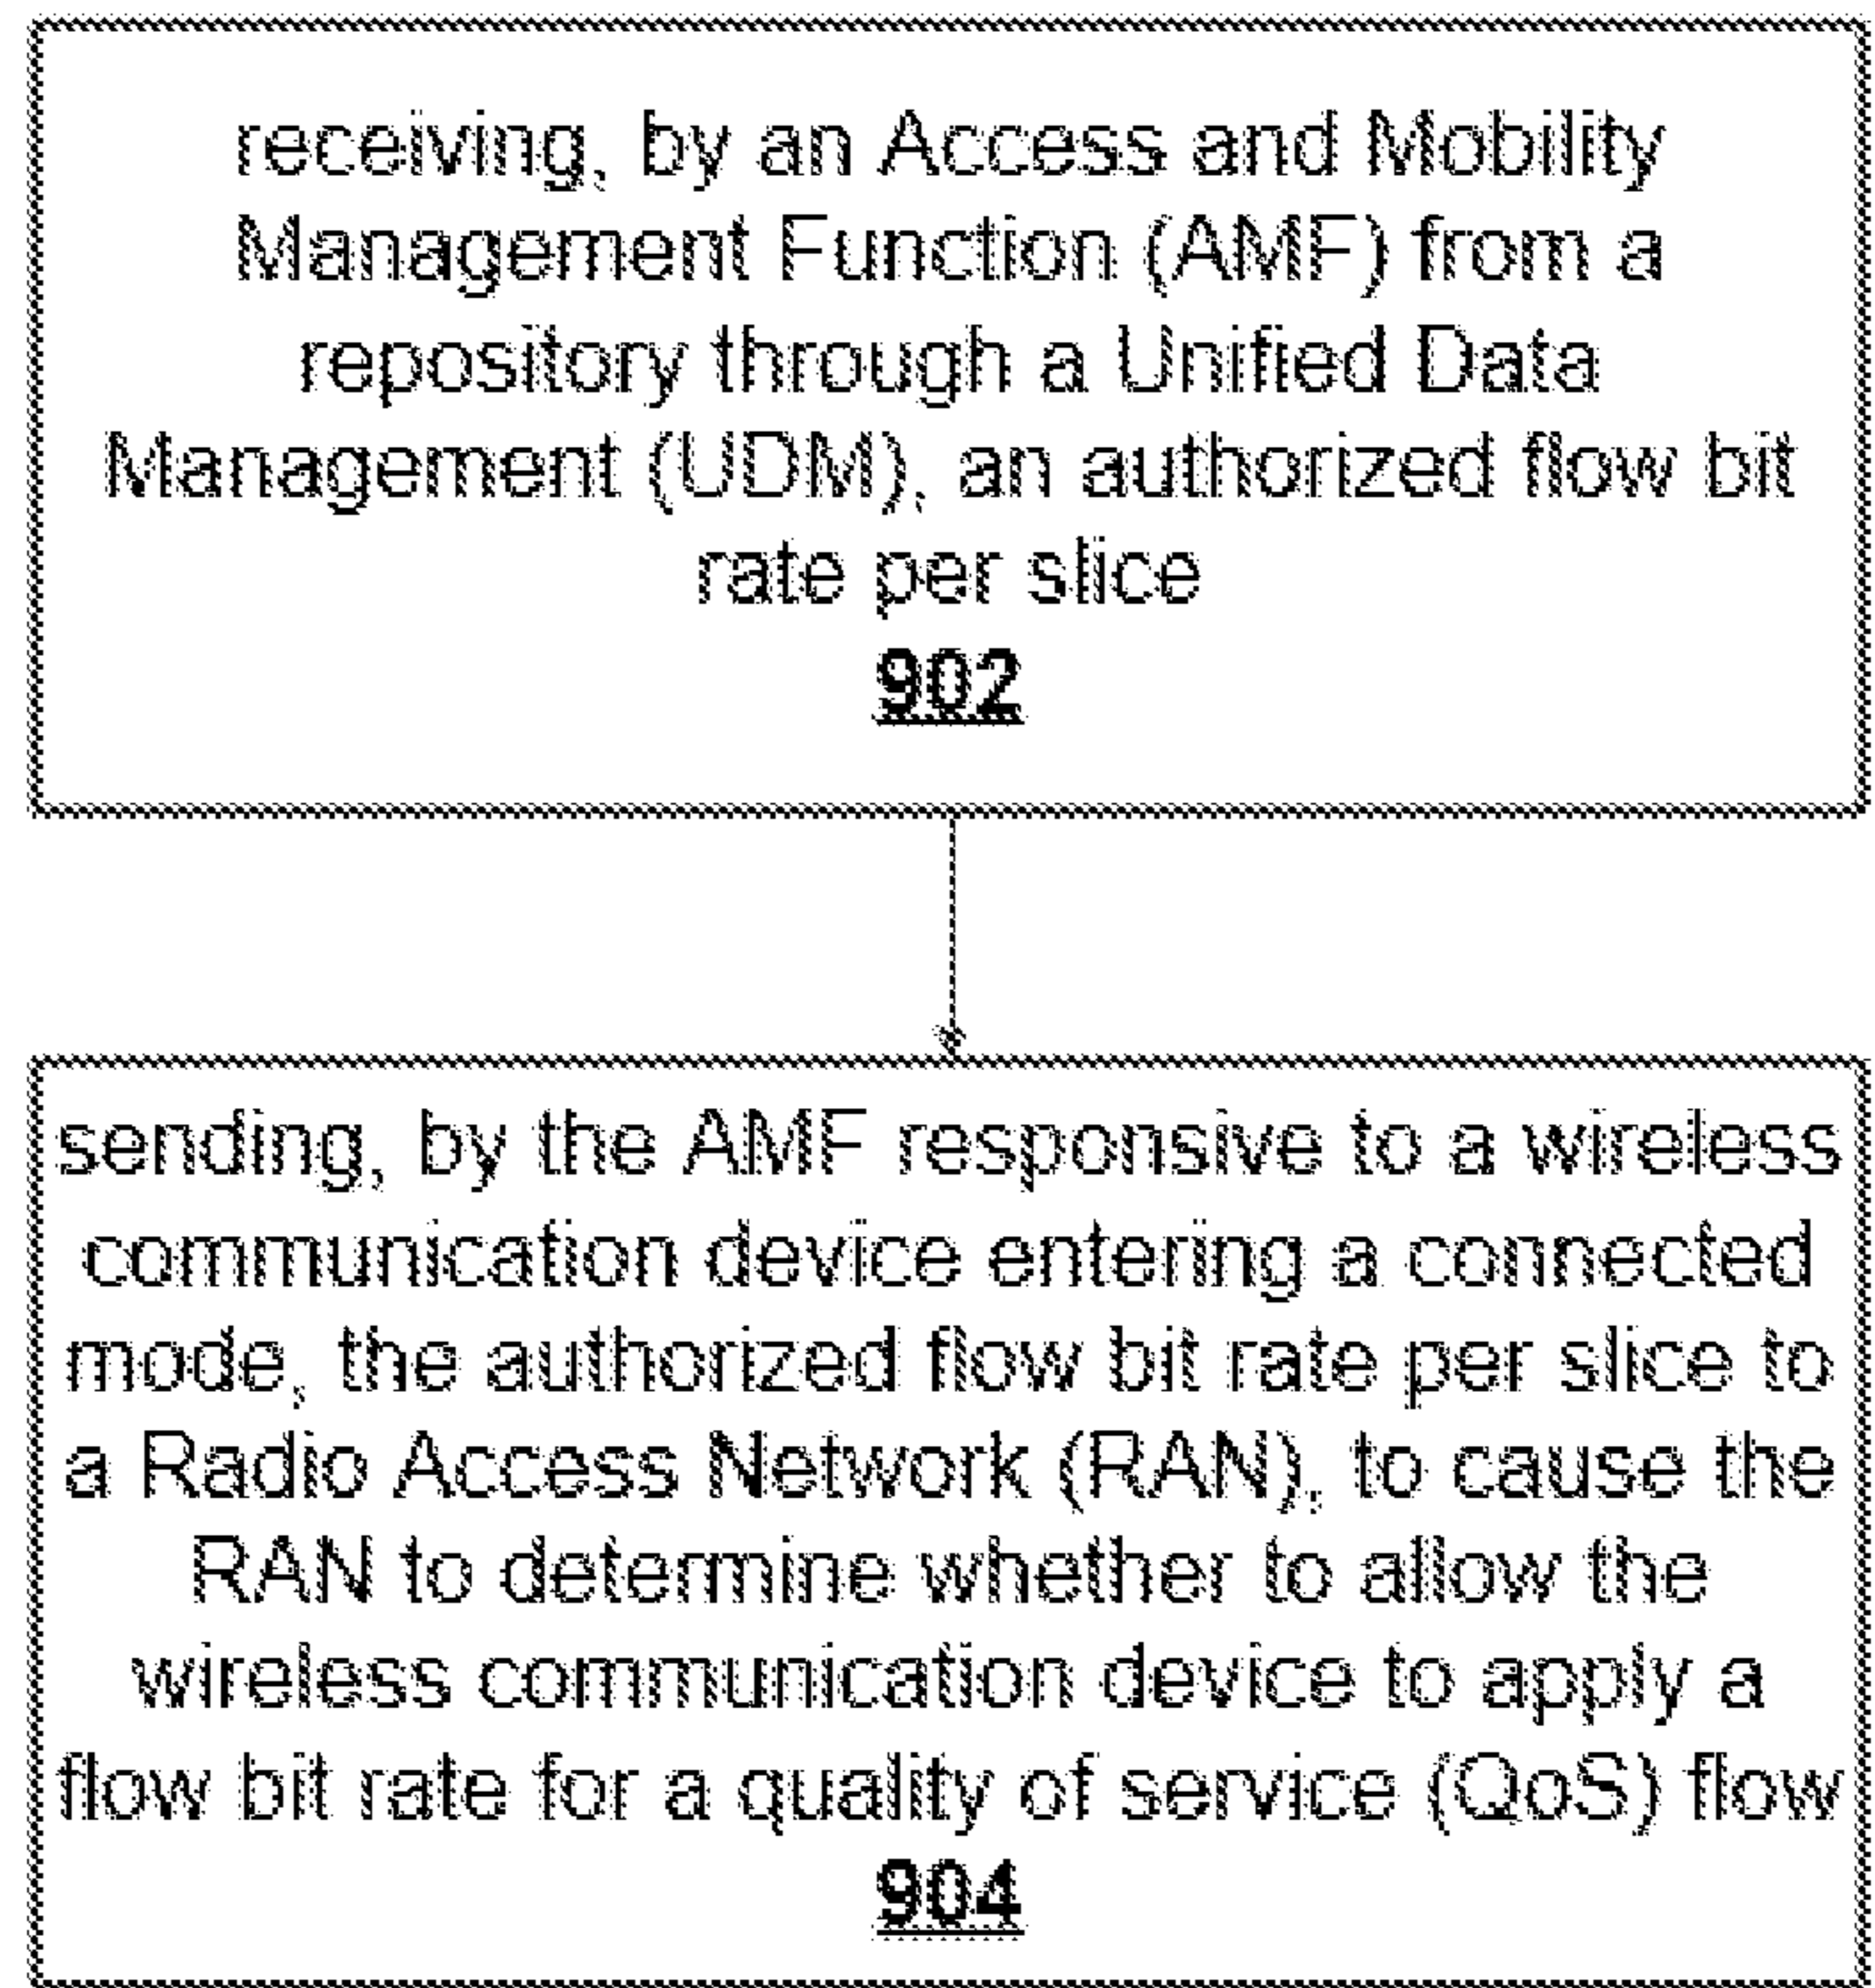 receiving, by an Access and Mobility
Management Function (AMF) from a
repository through a Unified Data
Management (UDM), an authorized flow bit
rate per slice
902
sending, by the AMF responsive to a wireless
communication device entering a connected
mode, the authorized flow bit rate per slice to
a Radio Access Network (RAN), to cause the
RAN to determine whether to allow the
wireless communication device to apply a
flow bit rate for a quality of service (QoS) flow
904